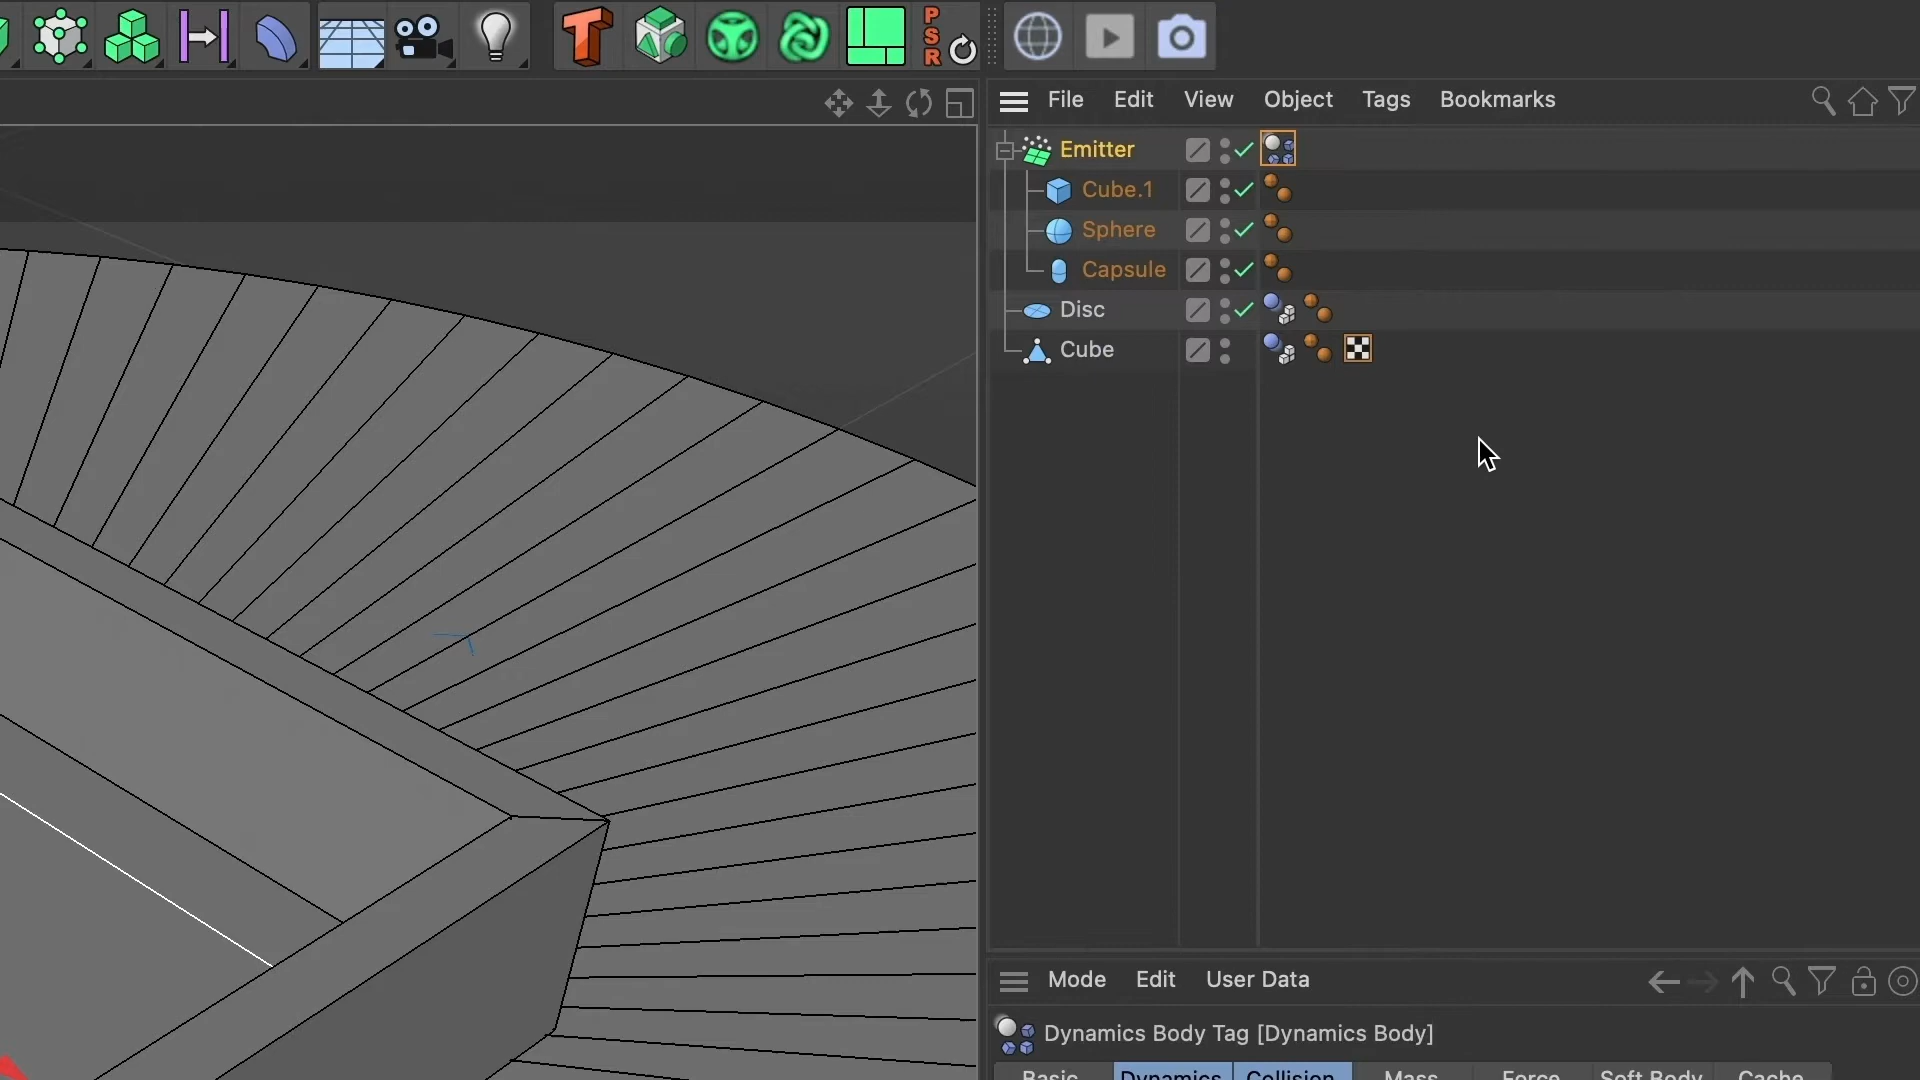 PSR
File Edit View Object Tags Bookmarks
Emitter
Cube.1
Sphere
Capsule
Disc
Cube
Mode Edit User Data
Dynamics Body Tag [Dynamics Body]
Basic Dynamics Collision Mass Force Soft Body Cache